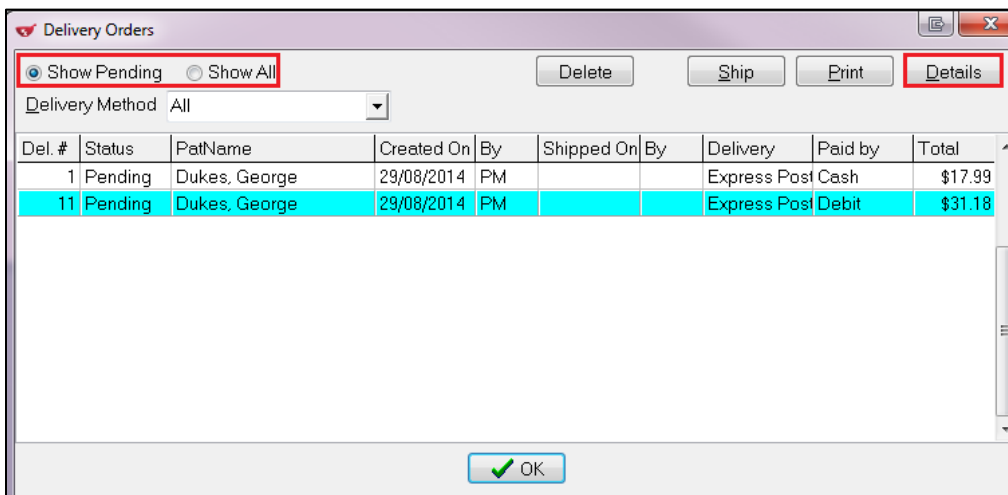 Delivery Orders
Show Pending Show All Delete Ship Print Details
Delivery Method All
Del. # Status PatName Created On By Shipped On By Delivery Paid by Total
1 Pending Dukes, George 29/08/2014 PM Express Post Cash $17.99
11 Pending Dukes, George 29/08/2014 PM Express Post Debit $31.18
OK